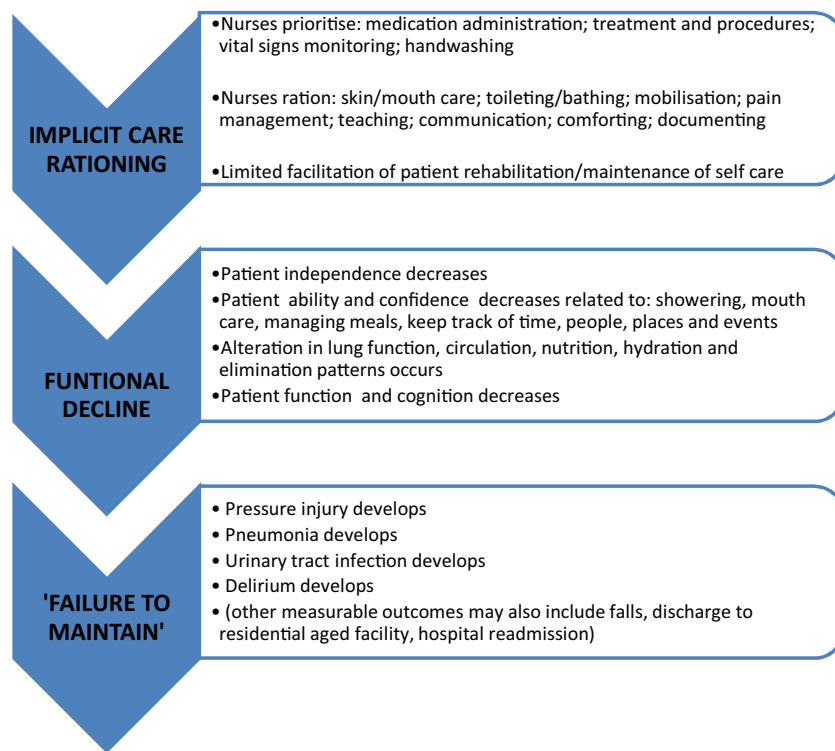 •Nurses prioritise: medication administration; treatment and procedures;
vital signs monitoring; handwashing
•Nurses ration: skin/mouth care; toileting/bathing; mobilisation; pain
management; teaching; communication; comforting; documenting
•Limited facilitation of patient rehabilitation/maintenance of self care
IMPLICIT CARE
RATIONING
•Patient independence decreases
•Patient ability and confidence decreases related to: showering, mouth
care, managing meals, keep track of time, people, places and events
•Alteration in lung function, circulation, nutrition, hydration and
elimination patterns occurs
•Patient function and cognition decreases
FUNTIONAL
DECLINE
• Pressure injury develops
• Pneumonia develops
• Urinary tract infection develops
• Delirium develops
• (other measurable outcomes may also include falls, discharge to
residential aged facility, hospital readmission)
'FAILURE TO
MAINTAIN'